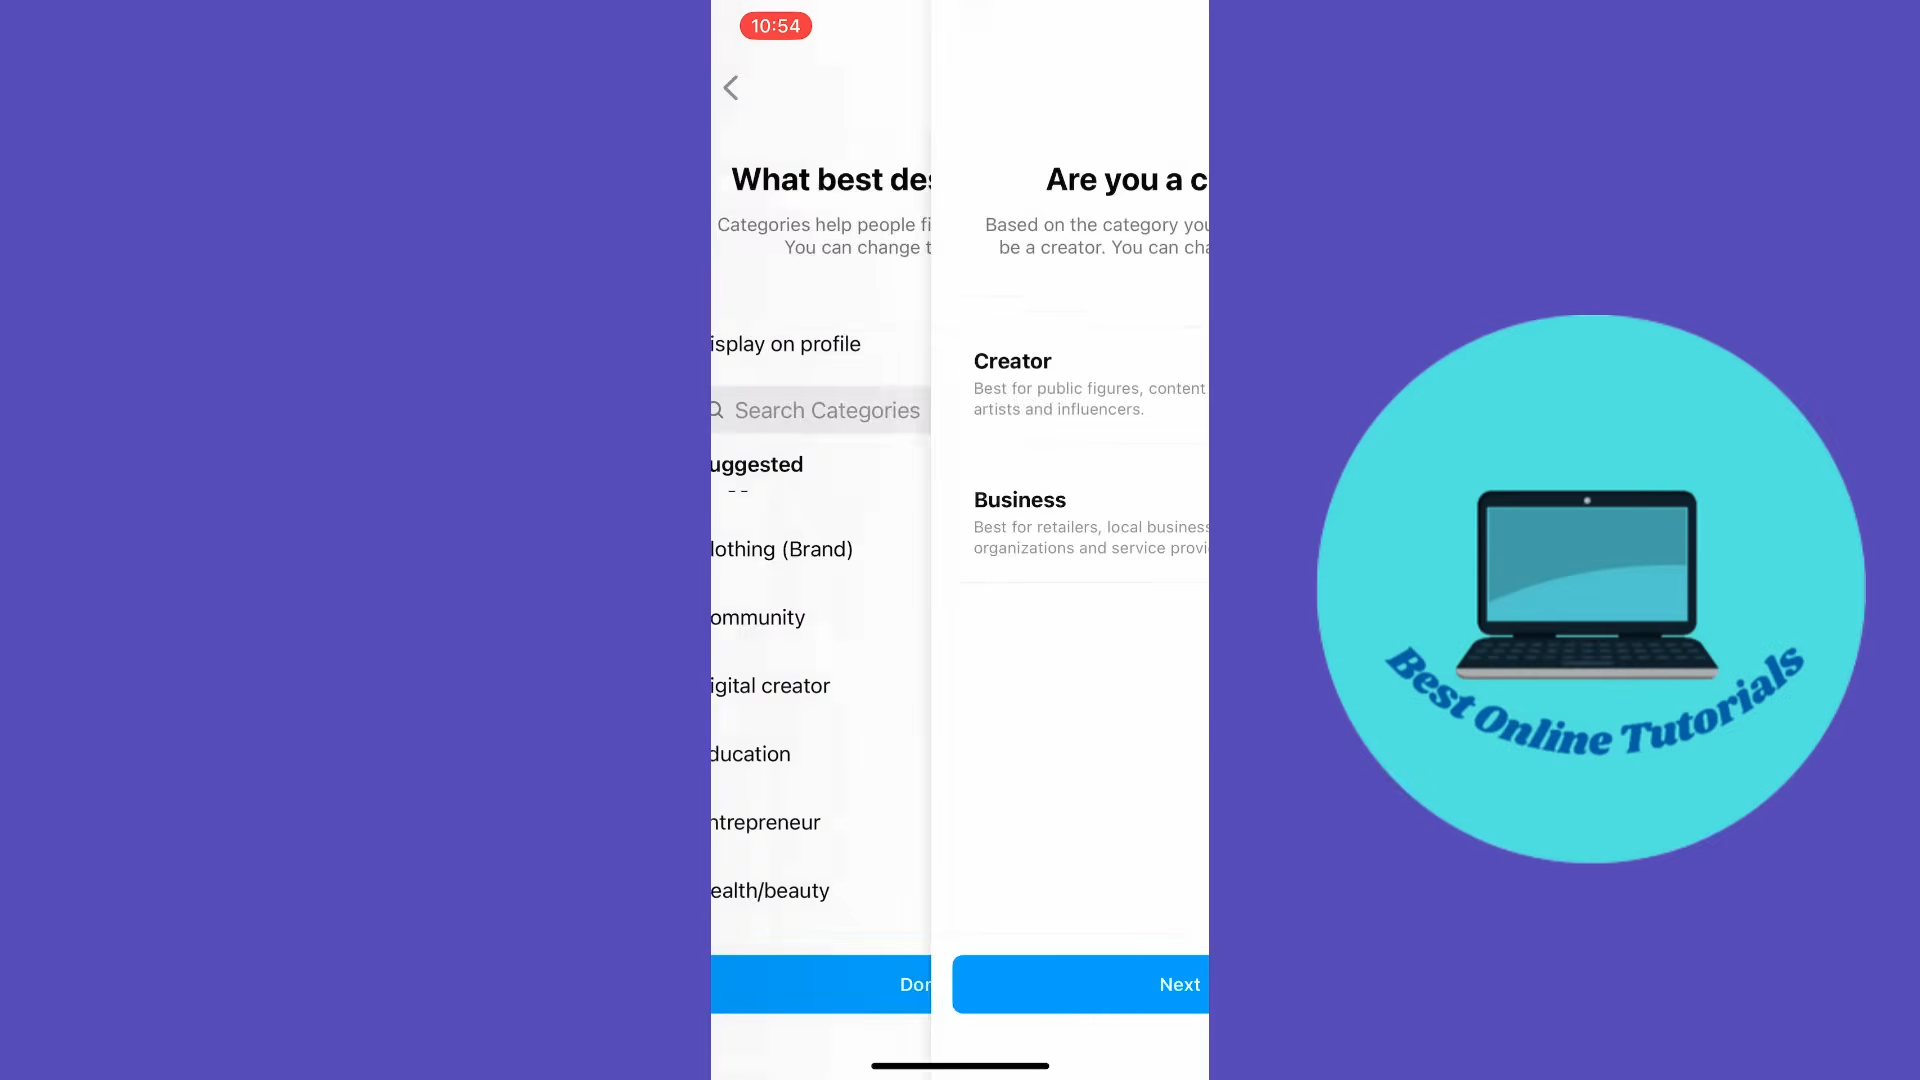 10:54
What best des
Categories help people fi
You can change t
isplay on profile
Search Categories
uggested
lothing (Brand)
ommunity
igital creator
ducation
ntrepreneur
ealth/beauty
Don
Are you a c
Based on the category you
be a creator. You can cha
Creator
Best for public figures, content
artists and influencers.
Business
Best for retailers, local business
organizations and service provi
Next
Best Online Tutorials